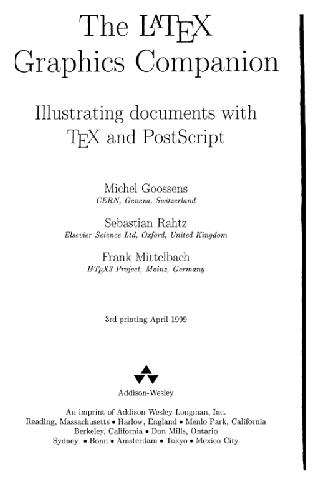 The LATEX
Graphics Companion
Illustrating documents with
TEX and PostScript
Michel Goossens
CERN, Geneva, Switzerland
Sebastian Rahtz
Elsevier Science Ltd, Oxford, United Kingdom
Frank Mittelbach
LATEX3 Project, Mainz, Germany
3rd printing April 1999
Addison-Wesley
An imprint of Addison Wesley Longman, Inc.
Reading, Massachusetts • Harlow, England • Menlo Park, California
Berkeley, California • Don Mills, Ontario
Sydney • Bonn • Amsterdam • Tokyo • Mexico City